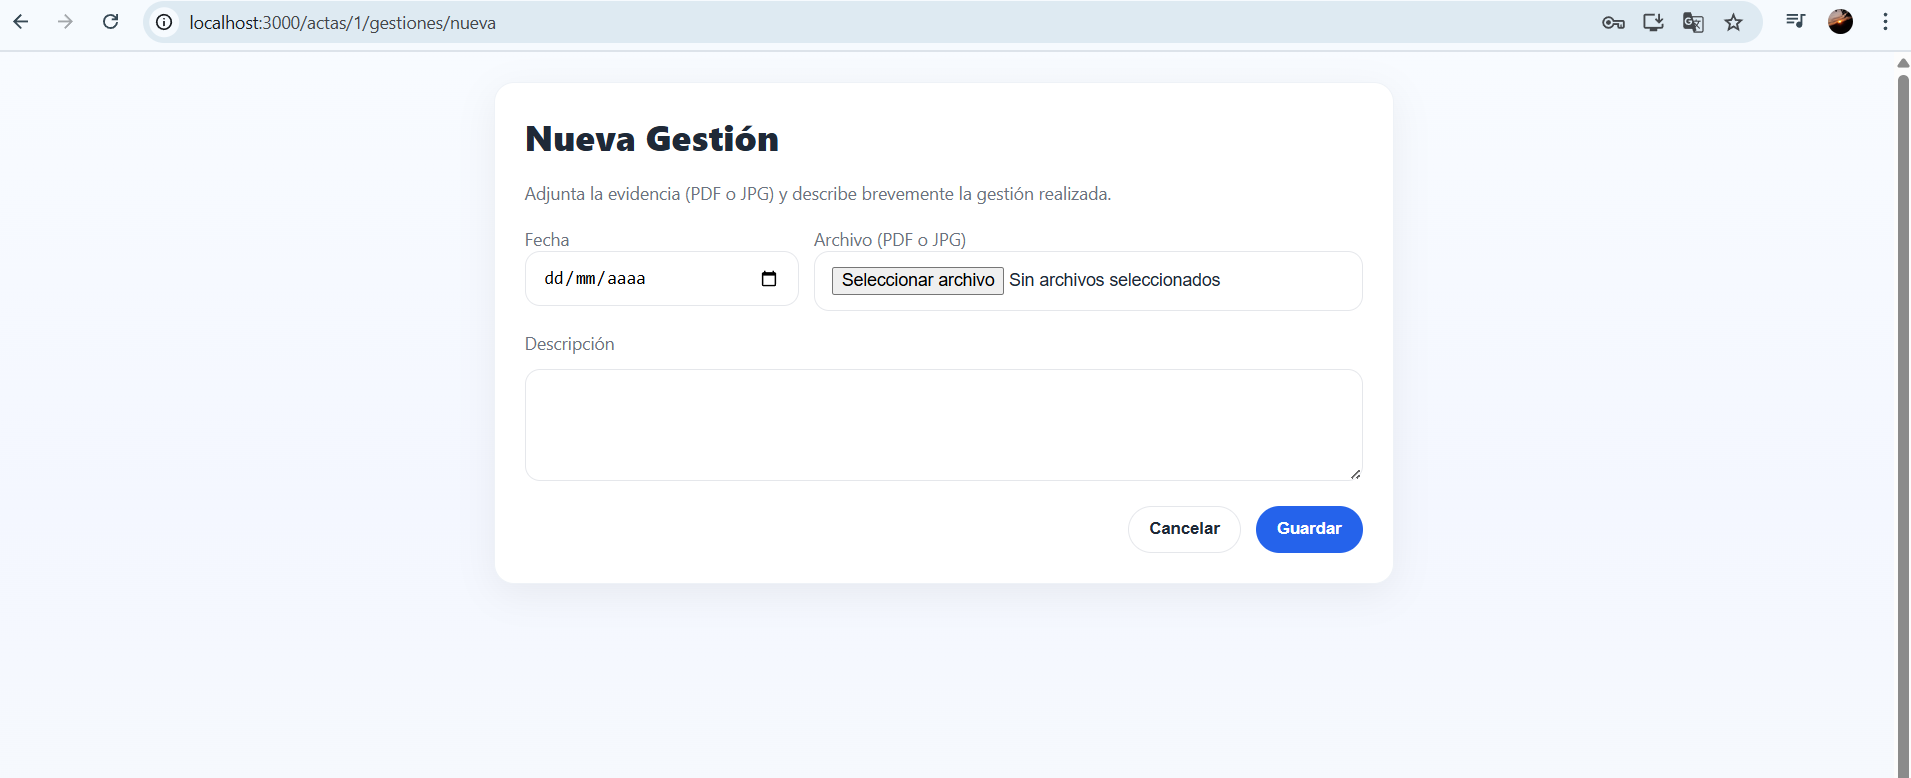 localhost:3000/actas/1/gestiones/nueva
Nueva Gestión
Adjunta la evidencia (PDF o JPG) y describe brevemente la gestión realizada.
Fecha
Archivo (PDF o JPG)
dd/mm/aaaa
Seleccionar archivo Sin archivos seleccionados
Descripción
Cancelar
Guardar